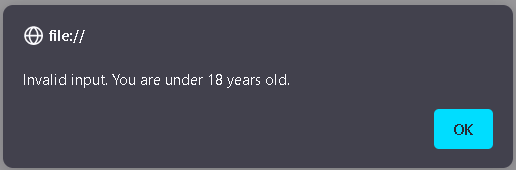 file://
Invalid input. You are under 18 years old.
OK